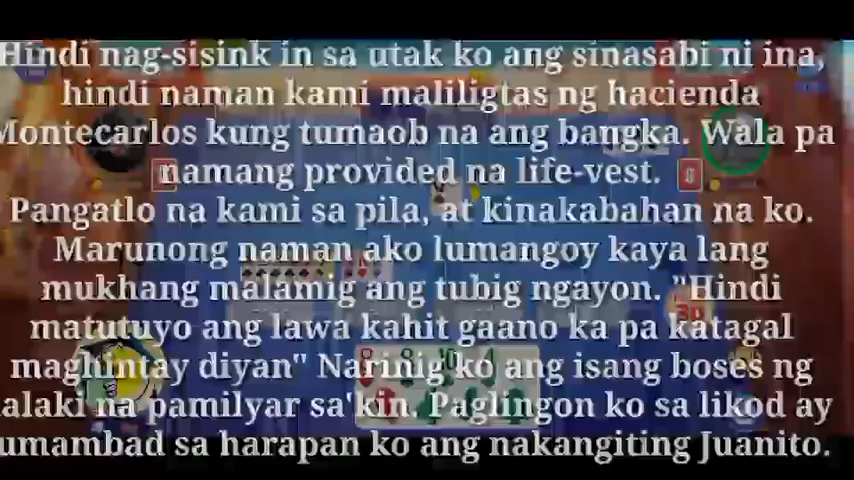 Hindi nag-sisink in sa utak ko ang sinasabi ni ina,
hindi naman kami maliligtas ng hacienda
Montecarlos kung tumaob na ang bangka. Wala pa
namang provided na life-vest.
Pangatlo na kami sa pila, at kinakabahan na ko.
Marunong naman ako lumangoy kaya lang
mukhang malamig ang tubig ngayon. "Hindi
matutuyo ang lawa kahit gaano ka pa katagal
maghintay diyan" Narinig ko ang isang boses ng
alaki na pamilyar sa'kin. Paglingon ko sa likod ay
umambad sa harapan ko ang nakangiting Juanito.
30